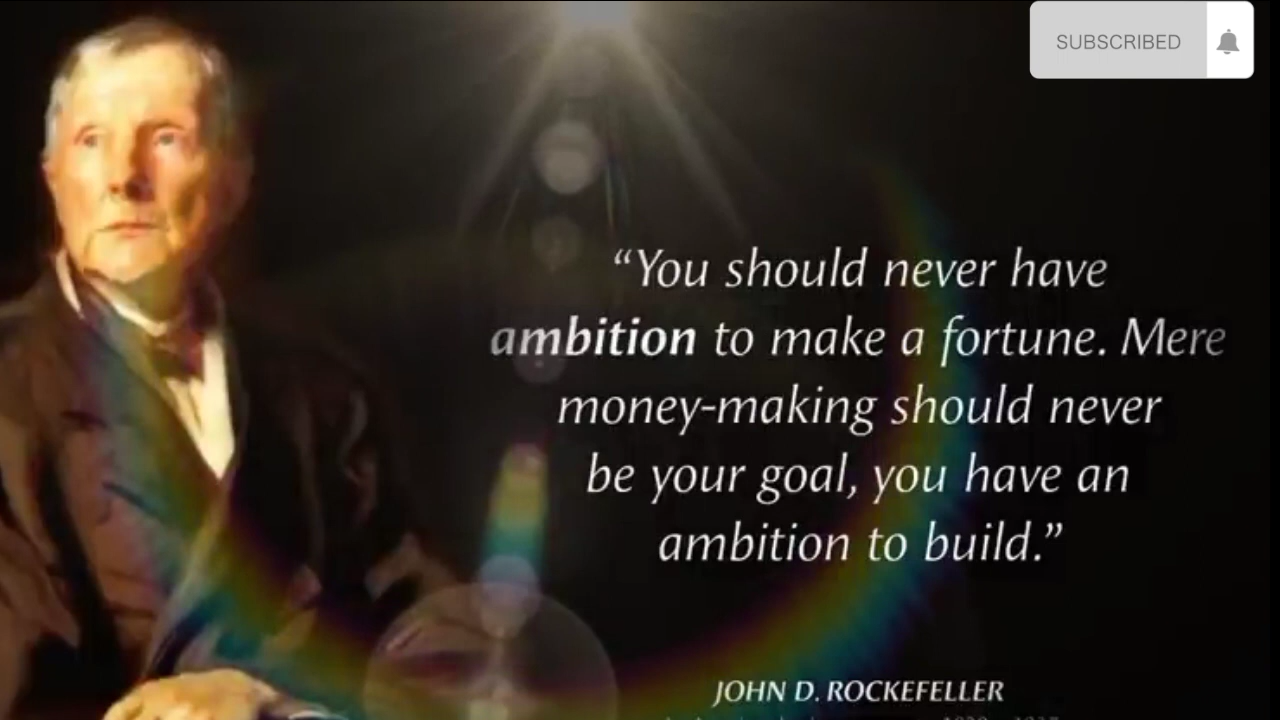 SUBSCRIBED
“You should never have
ambition to make a fortune. Mere
money-making should never
be your goal, you have an
ambition to build.”
JOHN D. ROCKEFELLER